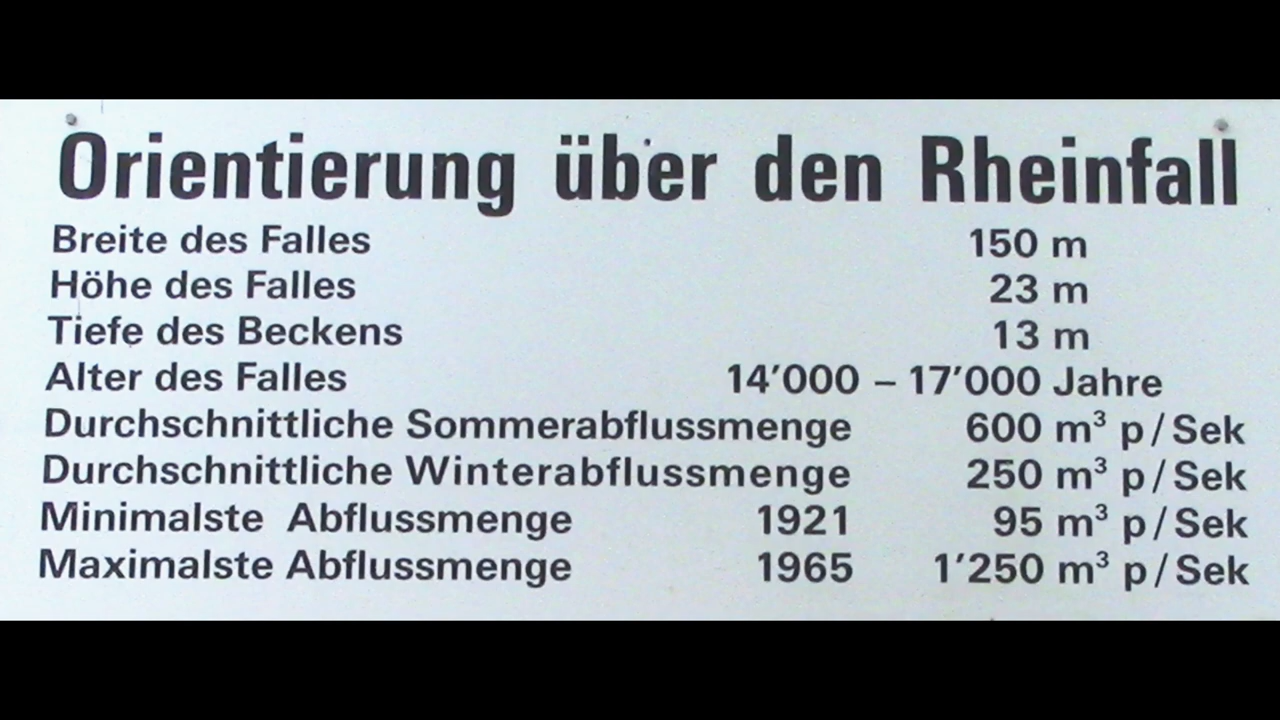 Orientierung über den Rheinfall
Breite des Falles 150 m
Höhe des Falles 23 m
Tiefe des Beckens 13 m
Alter des Falles 14’000 – 17’000 Jahre
Durchschnittliche Sommerabflussmenge 600 m³ p/Sek
Durchschnittliche Winterabflussmenge 250 m³ p/Sek
Minimalste Abflussmenge 1921 95 m³ p/Sek
Maximalste Abflussmenge 1965 1’250 m³ p/Sek